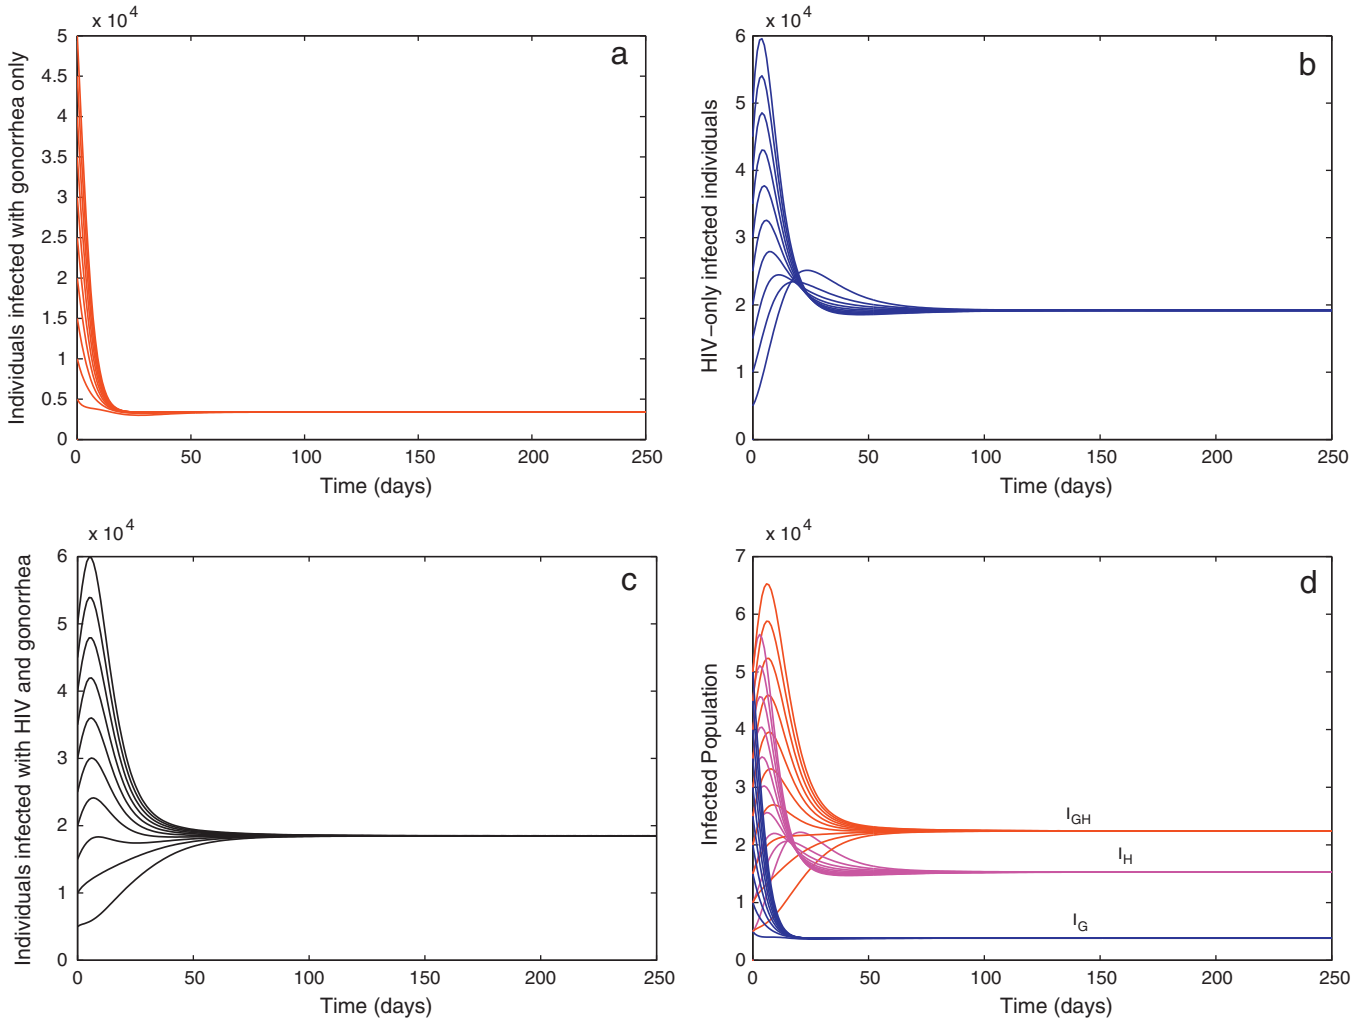 x 10^4
a
5
4.5
4
3.5
3
2.5
2
1.5
1
0.5
0
0 50 100 150 200 250
Individuals infected with gonorrhea only
Time (days)
x 10^4
b
6
5
4
3
2
1
0
0 50 100 150 200 250
HIV−only infected individuals
Time (days)
x 10^4
c
6
5
4
3
2
1
0
0 50 100 150 200 250
Individuals infected with HIV and gonorrhea
Time (days)
x 10^4
d
7
6
5
4
3
2
1
0
0 50 100 150 200 250
Infected Population
I_GH
I_H
I_G
Time (days)